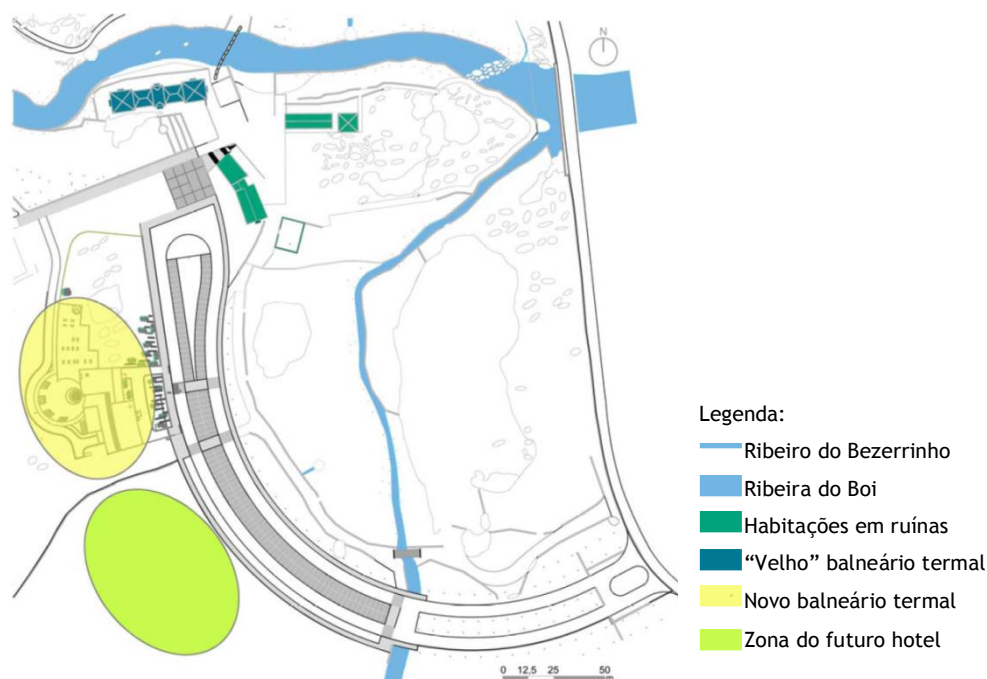 N
Legenda:
Ribeiro do Bezerrinho
Ribeira do Boi
Habitações em ruínas
“Velho” balneário termal
Novo balneário termal
Zona do futuro hotel
0 12,5 25 50
m